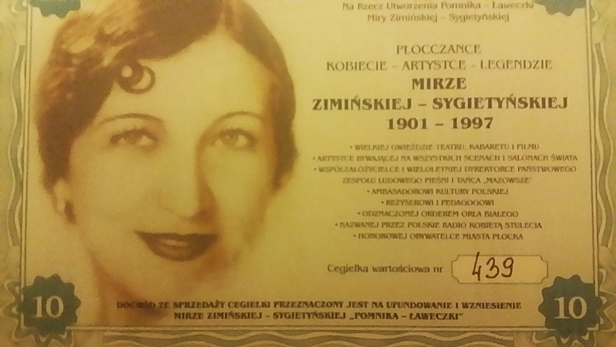 Na Rzecz Utworzenia Pomnika – Ławeczki
Miry Zimińskiej – Sygietyńskiej
PŁOCCZANCE
KOBIECIE – ARTYSTCE – LEGENDZIE
MIRZE
ZIMIŃSKIEJ – SYGIETYŃSKIEJ
1901 – 1997
• WIELKIEJ GWIEŹDZIE TEATRU, KABARETU I FILMU
• ARTYSTCE BYWAJĄCEJ NA WSZYSTKICH SCENACH I SALONACH ŚWIATA
• WSPÓŁZAŁOŻYCIELCE I WIELOLETNIEJ DYREKTORCE PAŃSTWOWEGO
ZESPOŁU LUDOWEGO PIEŚNI I TAŃCA „MAZOWSZE”
• AMBASADOROWI KULTURY POLSKIEJ
• REŻYSEROWI I PEDAGOGOWI
• ODZNACZONEJ ORDEREM ORŁA BIAŁEGO
• NAZWANEJ PRZEZ POLSKIE RADIO KOBIETĄ STULECIA
• HONOROWEJ OBYWATELCE MIASTA PŁOCKA
Cegiełka wartościowa nr 439
10
DOCHÓD ZE SPRZEDAŻY CEGIEŁKI PRZEZNACZONY JEST NA UFUNDOWANIE I WZNIESIENIE
MIRZE ZIMIŃSKIEJ – SYGIETYŃSKIEJ „POMNIKA – ŁAWECZKI”
10